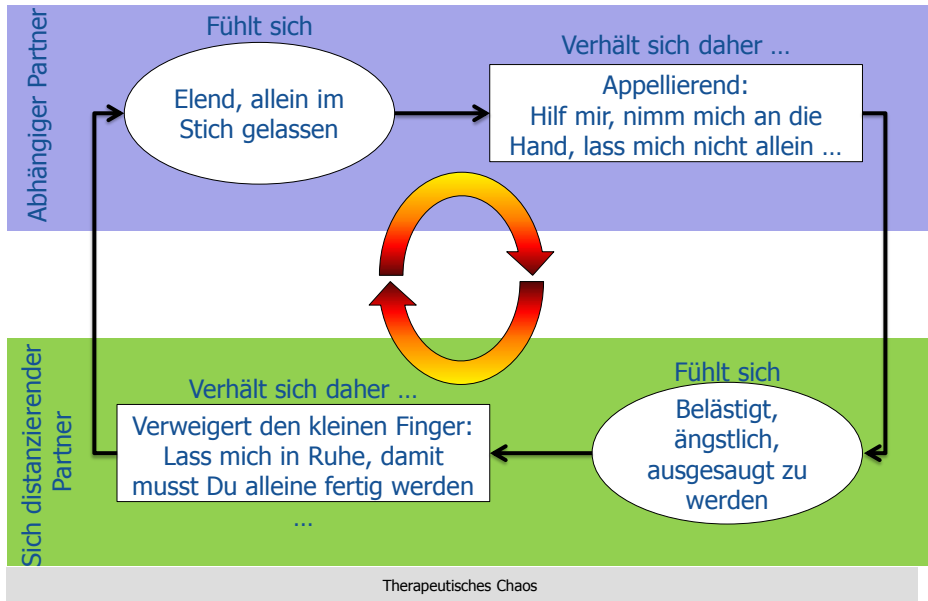 Abhängiger Partner
Fühlt sich
Elend, allein im
Stich gelassen
Verhält sich daher …
Appellierend:
Hilf mir, nimm mich an die
Hand, lass mich nicht allein …
Sich distanzierender
Partner
Verhält sich daher …
Verweigert den kleinen Finger:
Lass mich in Ruhe, damit
musst Du alleine fertig werden
…
Fühlt sich
Belästigt,
ängstlich,
ausgesaugt zu
werden
Therapeutisches Chaos